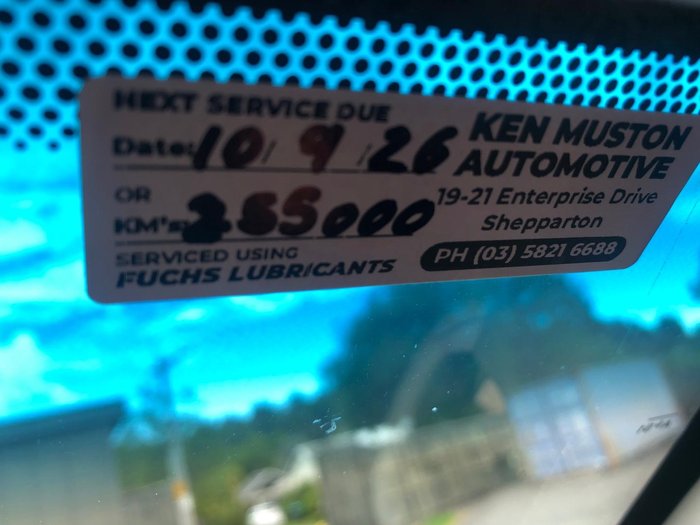 NEXT SERVICE DUE
Date: 10 / 9 / 26
OR
KM's: 255000
SERVICED USING
FUCHS LUBRICANTS
KEN MUSTON
AUTOMOTIVE
19-21 Enterprise Drive
Shepparton
PH (03) 5821 6688